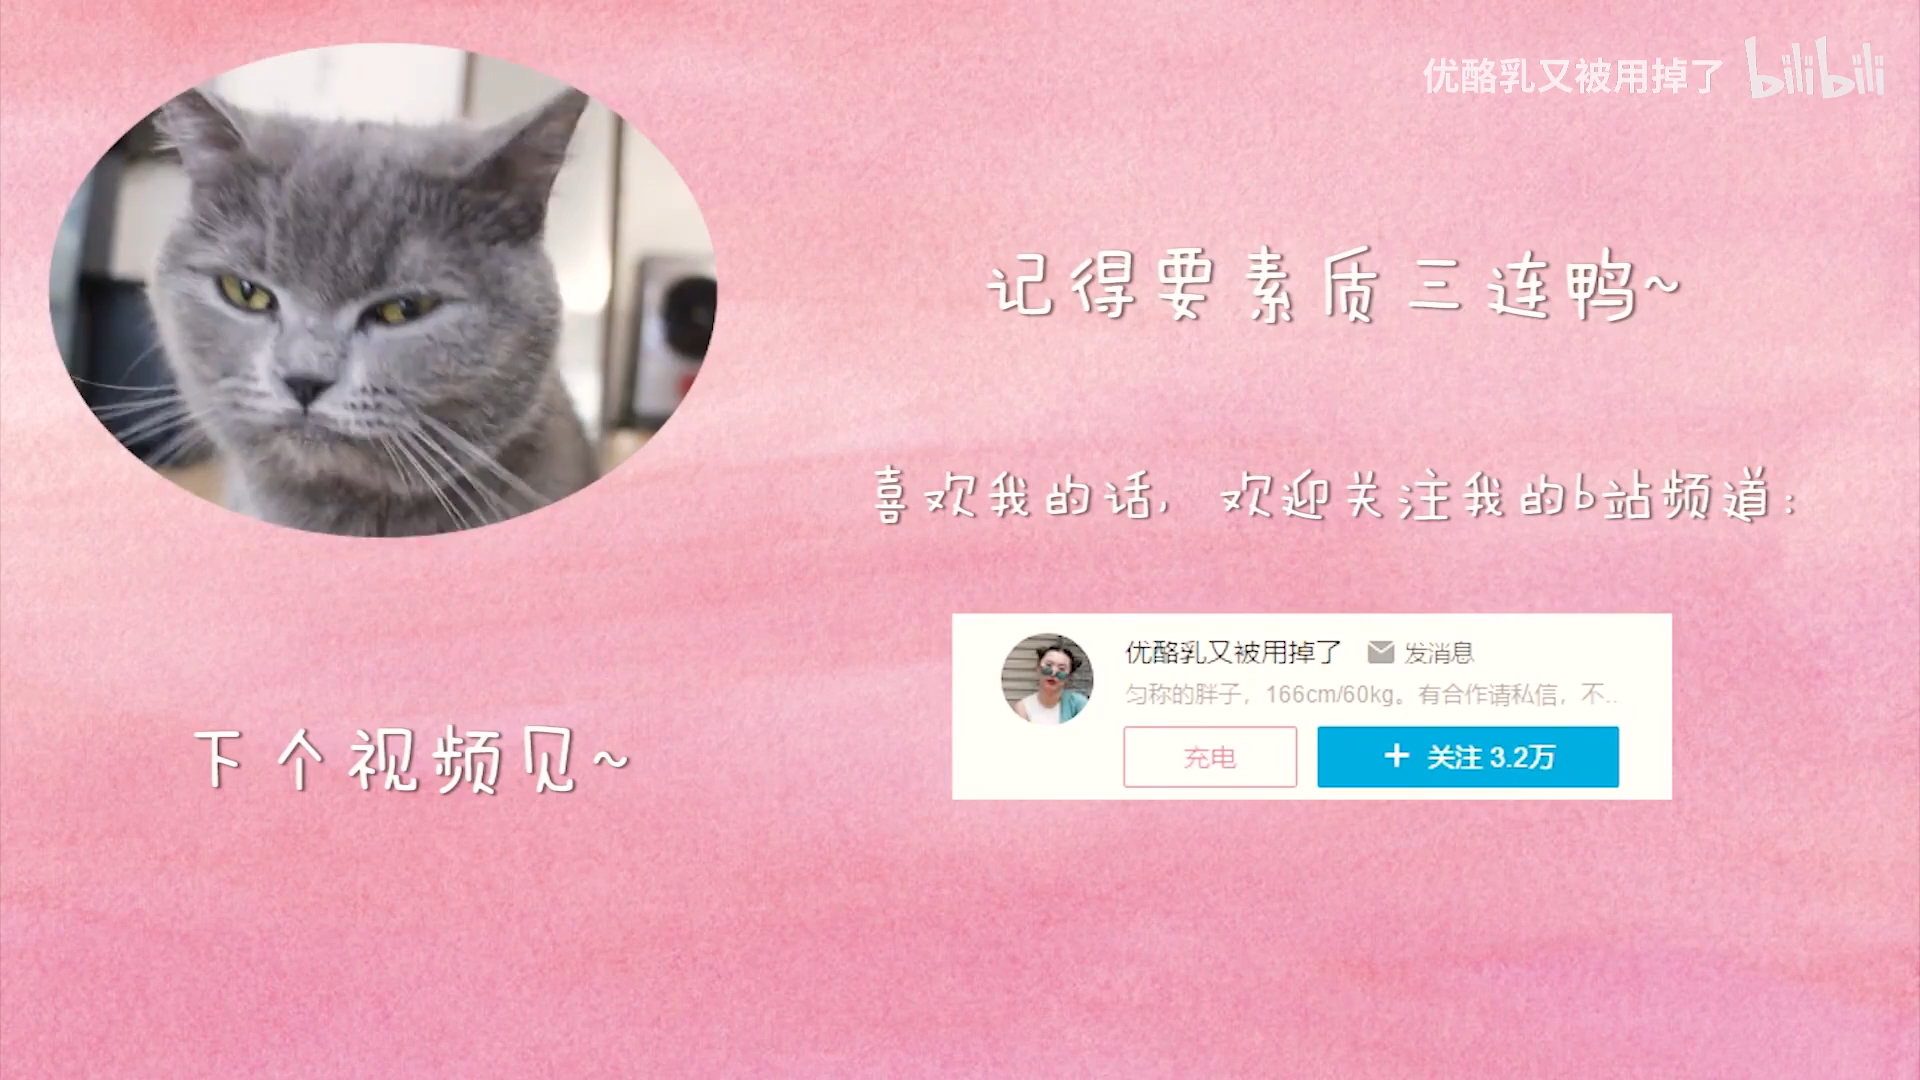 优酪乳又被用掉了 bilibili
记得要素质三连鸭~
喜欢我的话，欢迎关注我的b站频道：
优酪乳又被用掉了 发消息
匀称的胖子，166cm/60kg。有合作请私信，不..
充电 + 关注 3.2万
下个视频见~